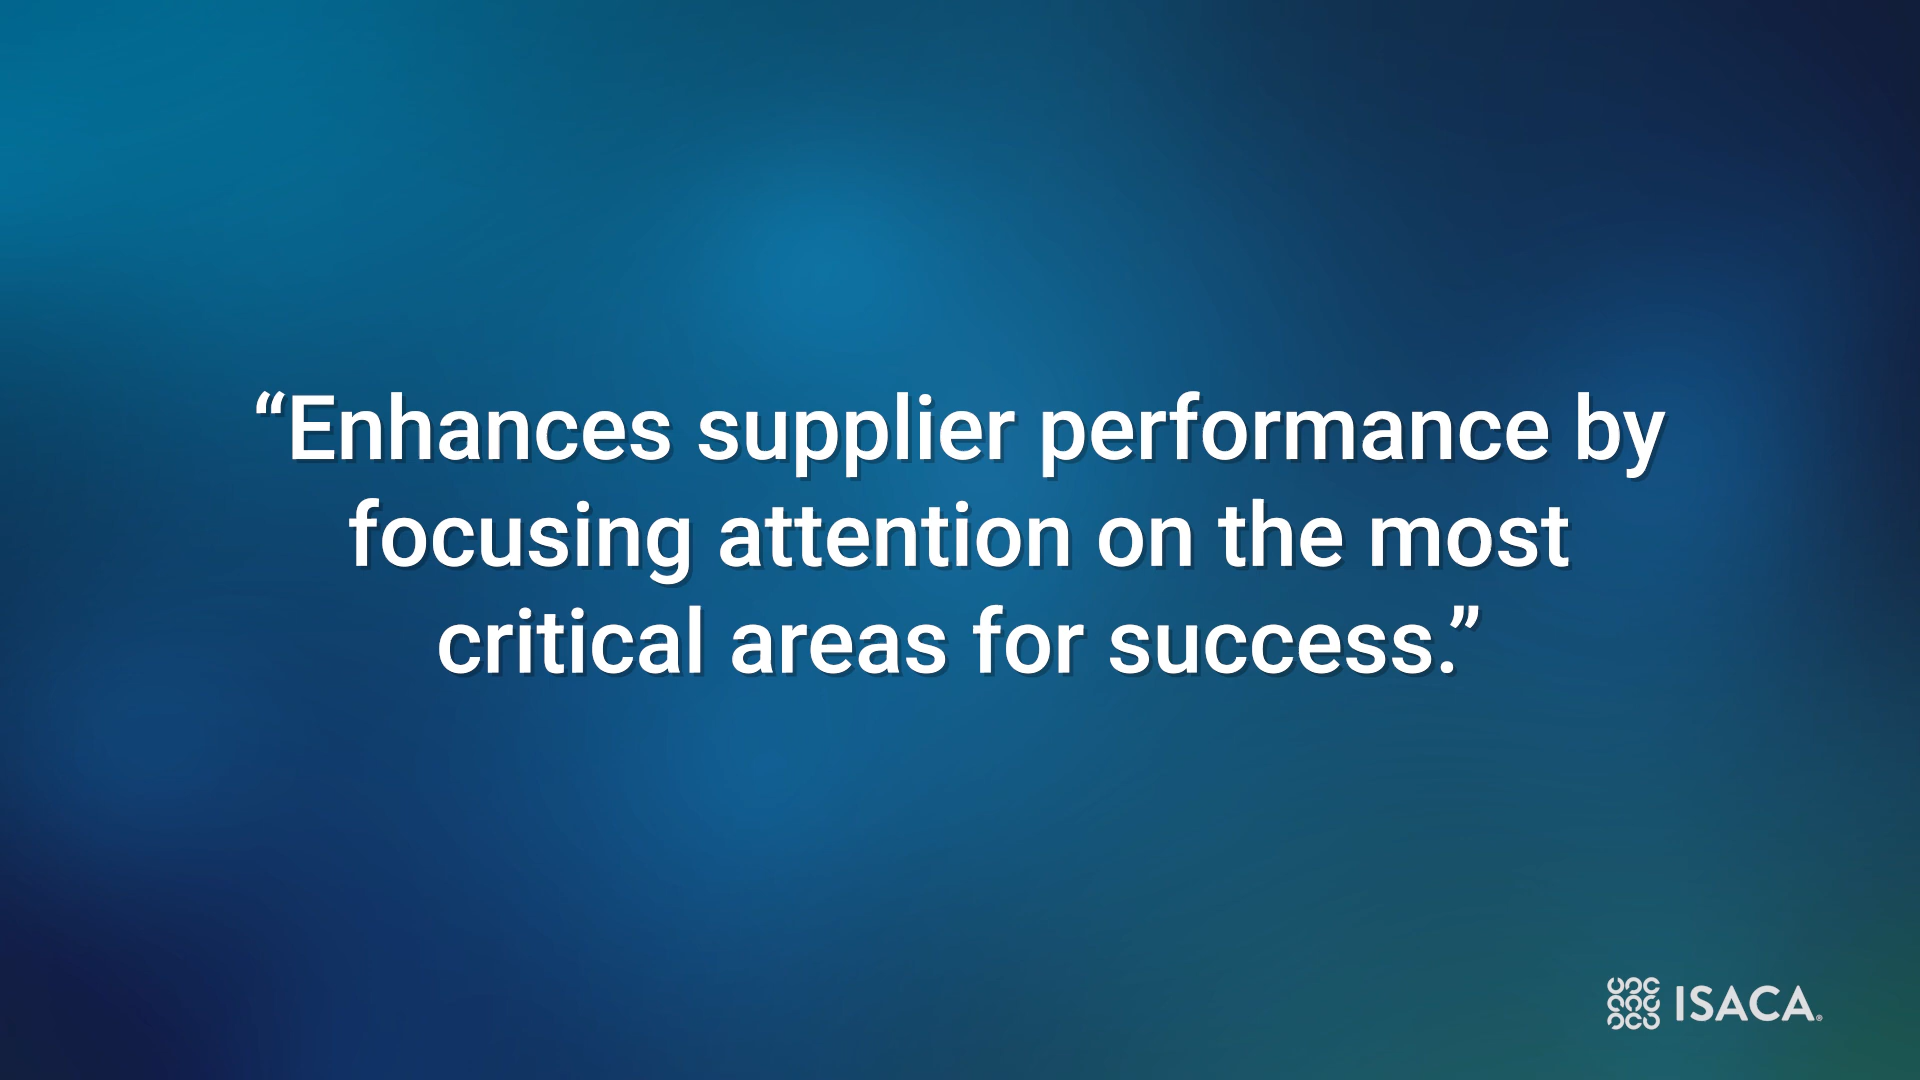 “Enhances supplier performance by
focusing attention on the most
critical areas for success.”
ISACA®